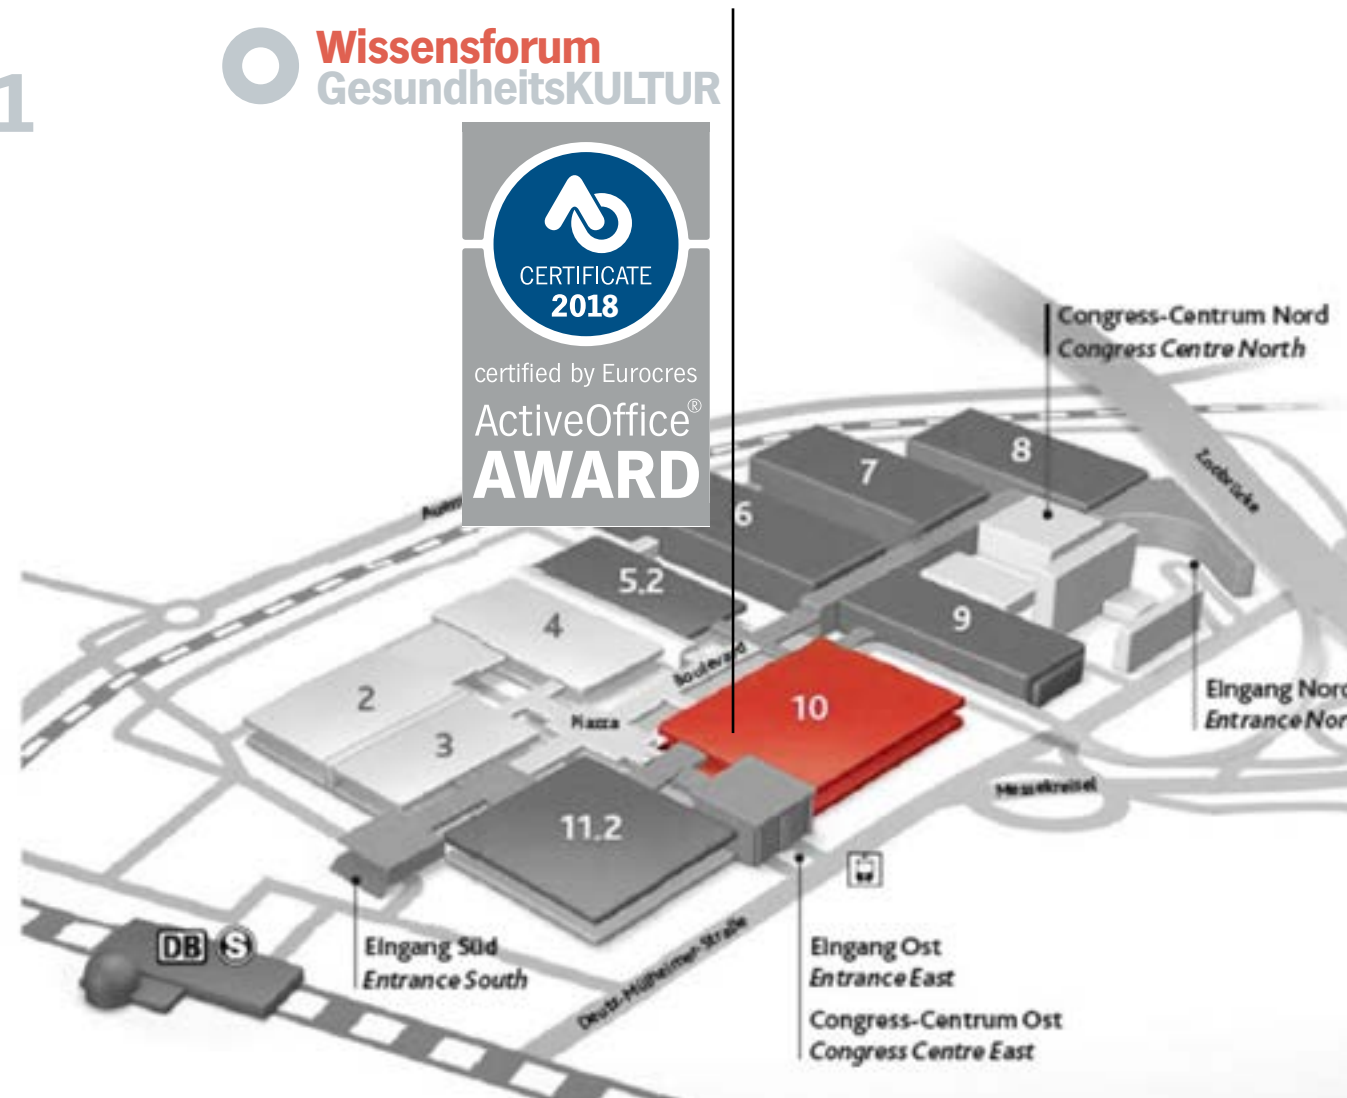 1
Wissensforum
GesundheitsKULTUR
CERTIFICATE
2018
certified by Eurocres
ActiveOffice®
AWARD
Congress-Centrum Nord
Congress Centre North
8
7
Zoobrücke
6
5.2
4
9
Boulevard
2
10
Eingang Nord
Entrance Nor
Piazza
3
Messekreisel
11.2
DB
S
Eingang Süd
Entrance South
Deutz-Mülheimer-Straße
Eingang Ost
Entrance East
Congress-Centrum Ost
Congress Centre East